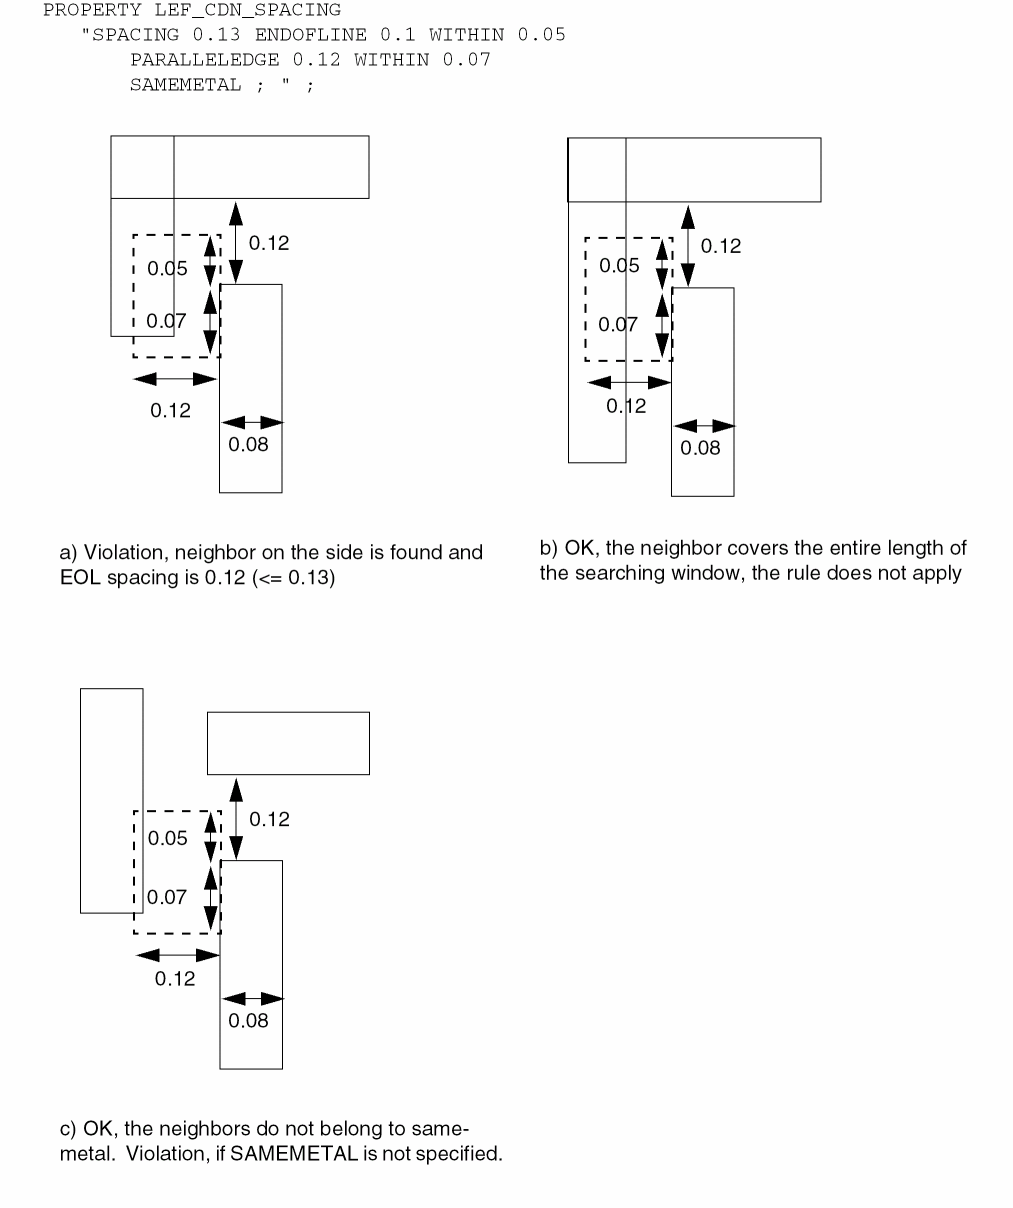 PROPERTY LEF_CDN_SPACING
"SPACING 0.13 ENDOFLINE 0.1 WITHIN 0.05
PARALLELEDGE 0.12 WITHIN 0.07
SAMEMETAL ; " ;
0.12
0.05
0.07
0.12
0.08
0.12
0.05
0.07
0.12
0.08
a) Violation, neighbor on the side is found and
EOL spacing is 0.12 (<= 0.13)
b) OK, the neighbor covers the entire length of
the searching window, the rule does not apply
0.12
0.05
0.07
0.12
0.08
c) OK, the neighbors do not belong to same-
metal. Violation, if SAMEMETAL is not specified.